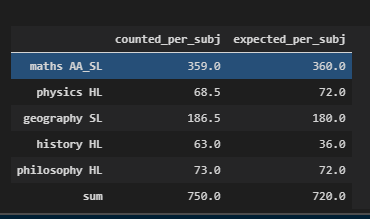 counted_per_subj expected_per_subj
maths AA_SL 359.0 360.0
physics HL 68.5 72.0
geography SL 186.5 180.0
history HL 63.0 36.0
philosophy HL 73.0 72.0
sum 750.0 720.0